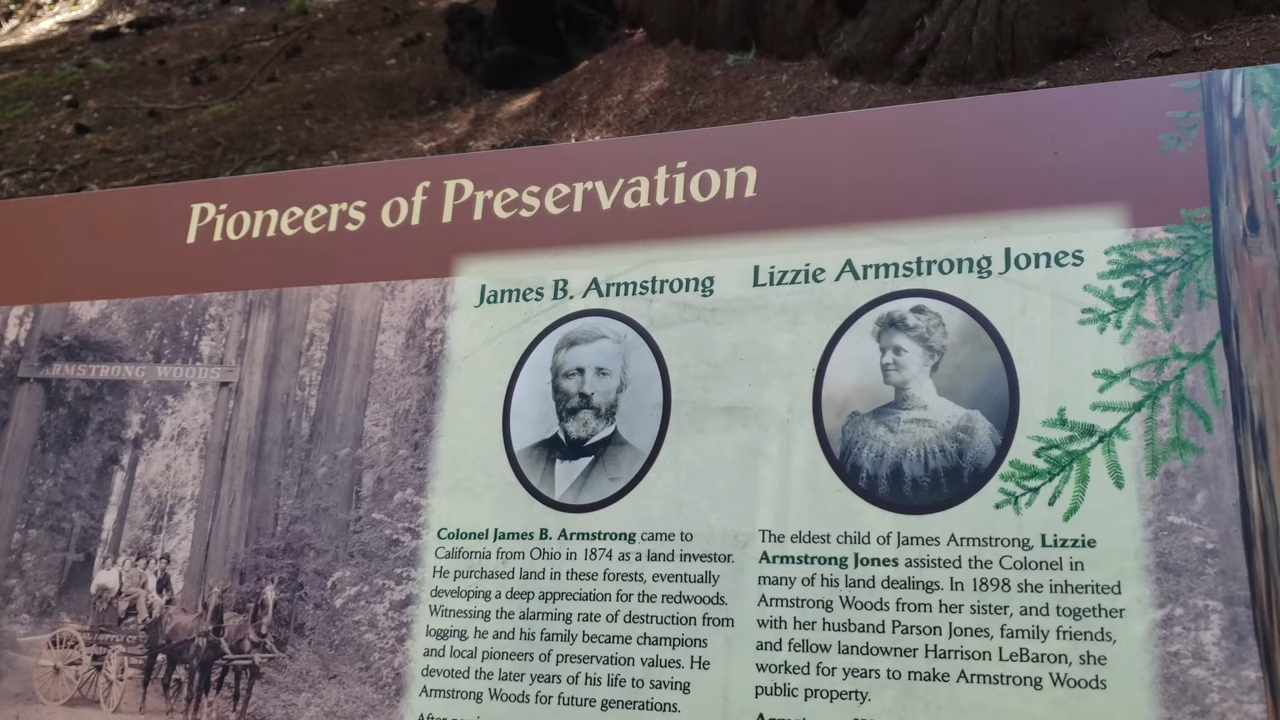 Pioneers of Preservation
ARMSTRONG WOODS
James B. Armstrong
Colonel James B. Armstrong came to
California from Ohio in 1874 as a land investor.
He purchased land in these forests, eventually
developing a deep appreciation for the redwoods.
Witnessing the alarming rate of destruction from
logging, he and his family became champions
and local pioneers of preservation values. He
devoted the later years of his life to saving
Armstrong Woods for future generations.
Lizzie Armstrong Jones
The eldest child of James Armstrong, Lizzie
Armstrong Jones assisted the Colonel in
many of his land dealings. In 1898 she inherited
Armstrong Woods from her sister, and together
with her husband Parson Jones, family friends,
and fellow landowner Harrison LeBaron, she
worked for years to make Armstrong Woods
public property.